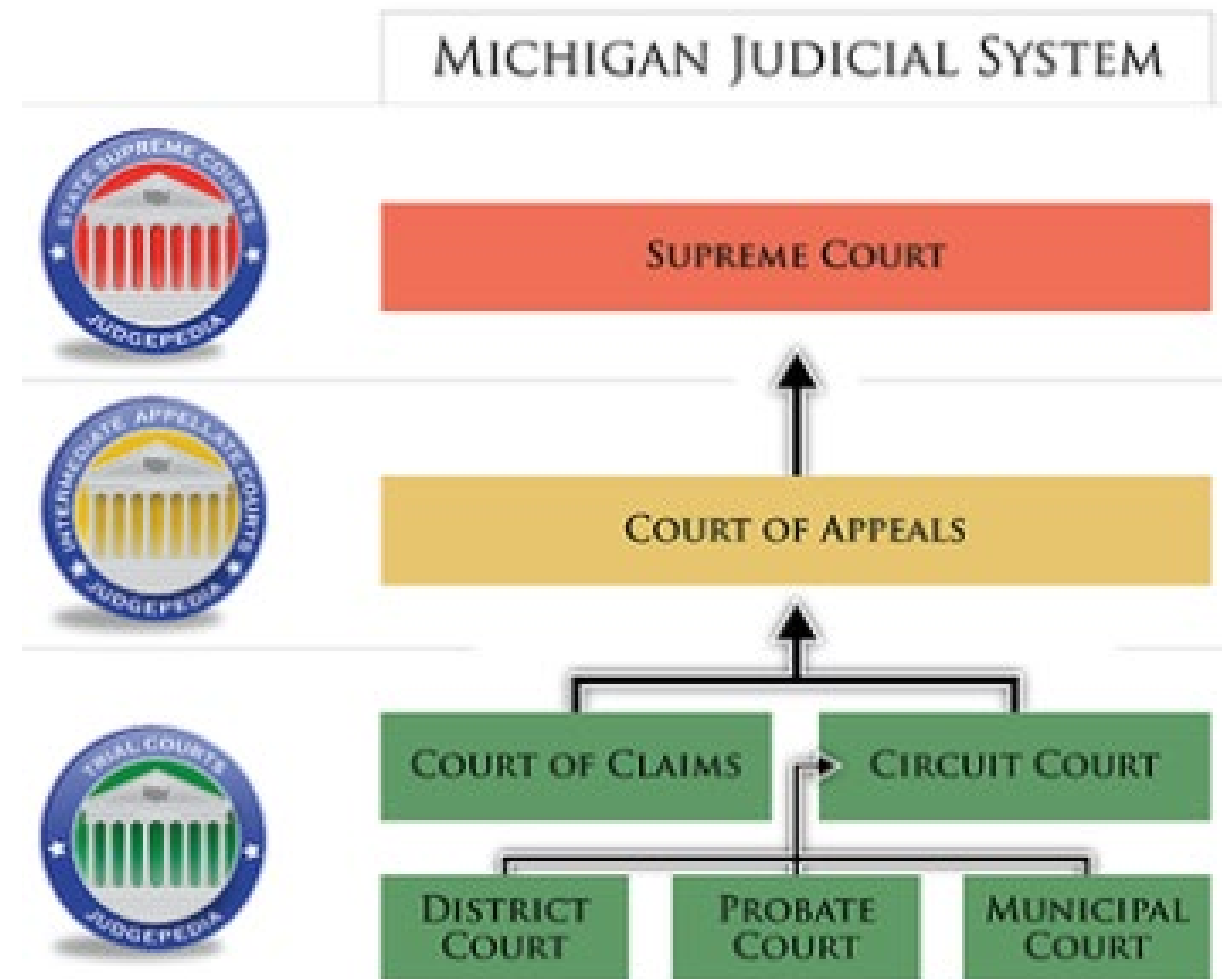 MICHIGAN JUDICIAL SYSTEM
STATE SUPREME COURTS
JUDGEPEDIA
SUPREME COURT
INTERMEDIATE APPELLATE COURTS
JUDGEPEDIA
COURT OF APPEALS
TRIAL COURTS
JUDGEPEDIA
COURT OF CLAIMS
CIRCUIT COURT
DISTRICT
COURT
PROBATE
COURT
MUNICIPAL
COURT